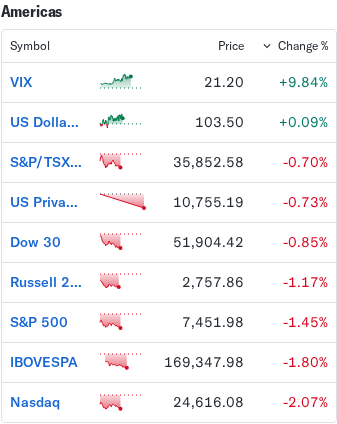 Americas
Symbol Price Change %
VIX 21.20 +9.84%
US Dolla... 103.50 +0.09%
S&P/TSX... 35,852.58 -0.70%
US Priva... 10,755.19 -0.73%
Dow 30 51,904.42 -0.85%
Russell 2... 2,757.86 -1.17%
S&P 500 7,451.98 -1.45%
IBOVESPA 169,347.98 -1.80%
Nasdaq 24,616.08 -2.07%